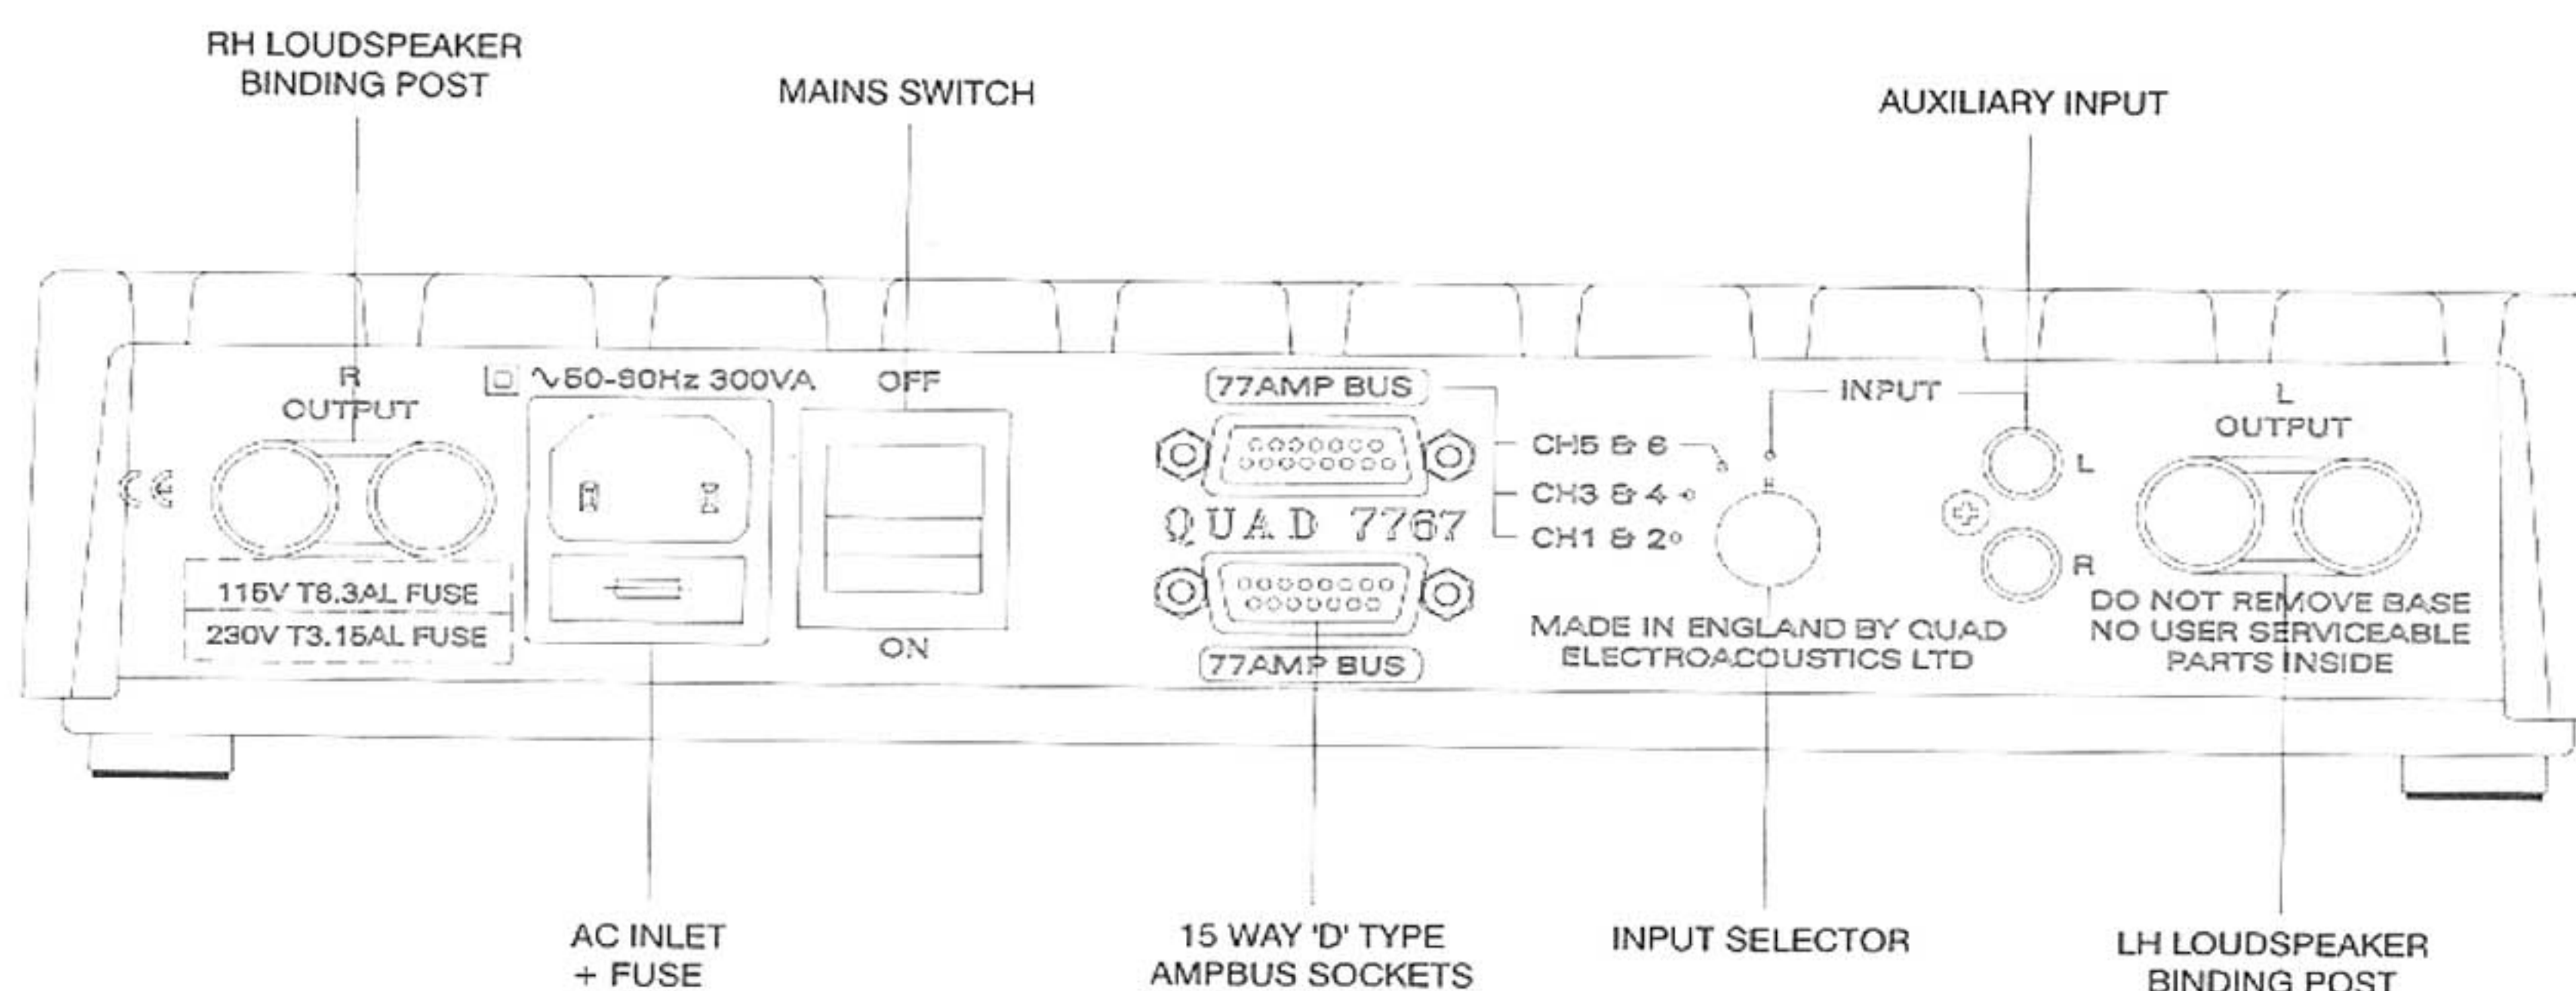 RH LOUDSPEAKER
BINDING POST
MAINS SWITCH
AUXILIARY INPUT
R
OUTPUT
50-60Hz 300VA
OFF
77AMP BUS
INPUT
L
OUTPUT
CH5 & 6
CH3 & 4
CH1 & 2
L
R
CE
QUAD 7767
115V T6.3AL FUSE
230V T3.15AL FUSE
ON
77AMP BUS
MADE IN ENGLAND BY QUAD
ELECTROACOUSTICS LTD
DO NOT REMOVE BASE
NO USER SERVICEABLE
PARTS INSIDE
AC INLET
+ FUSE
15 WAY 'D' TYPE
AMPBUS SOCKETS
INPUT SELECTOR
LH LOUDSPEAKER
BINDING POST